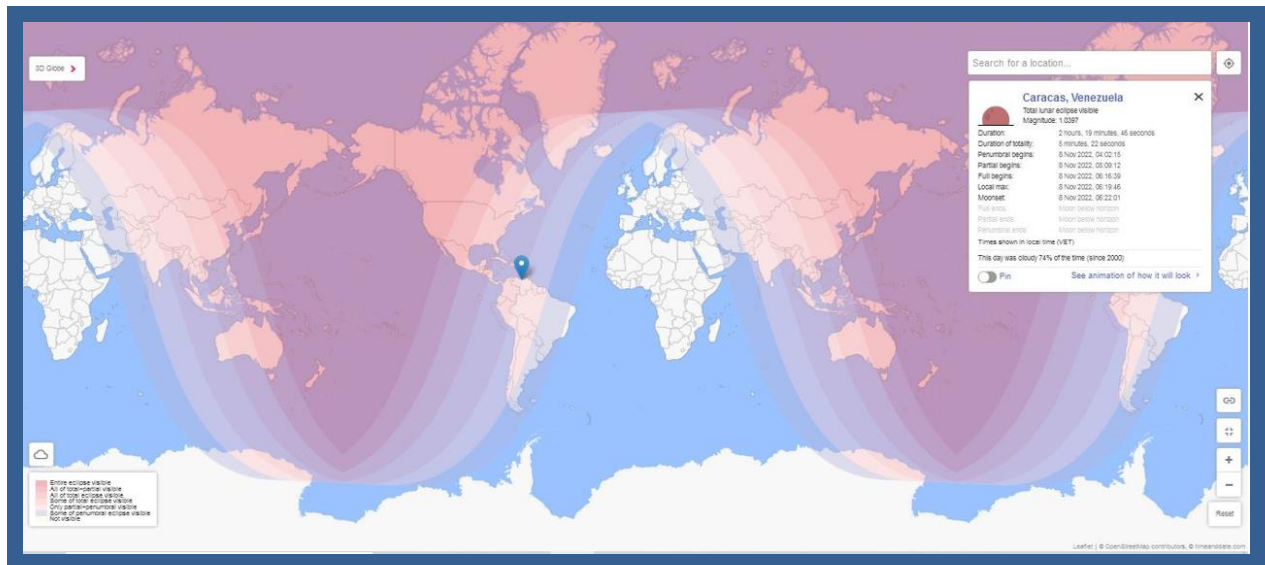 3D Globe
Search for a location...
Caracas, Venezuela
Total lunar eclipse visible
Magnitude: 1.0397
Duration: 2 hours, 19 minutes, 46 seconds
Duration of totality: 5 minutes, 22 seconds
Penumbral begins: 8 Nov 2022, 04:02:15
Partial begins: 8 Nov 2022, 05:09:12
Full begins: 8 Nov 2022, 06:16:39
Local max: 8 Nov 2022, 06:19:46
Moonset: 8 Nov 2022, 06:22:01
Full ends: Moon below horizon
Partial ends: Moon below horizon
Penumbral ends: Moon below horizon
Times shown in local time (VET)
This day was cloudy 74% of the time (since 2000)
Pin
See animation of how it will look
Entire eclipse visible
All of total+partial visible
All of total eclipse visible
Some of total eclipse visible
Only partial+penumbral visible
Some of penumbral eclipse visible
Not visible
Reset
Leaflet | © OpenStreetMap contributors, © timeanddate.com